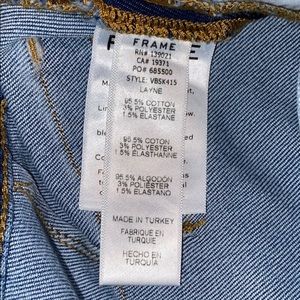 FRAME
RN# 139021
CA# 19371
PO# 685500
STYLE: VBSK415
LAYNE
95.5% COTTON
3% POLYESTER
1.5% ELASTANE
95.5% COTON
3% POLYESTER
1.5% ELASTHANNE
95.5% ALGODÓN
3% POLIÉSTER
1.5% ELASTANO
MADE IN TURKEY
FABRIQUÉ EN
TURQUIE
HECHO EN
TURQUÍA